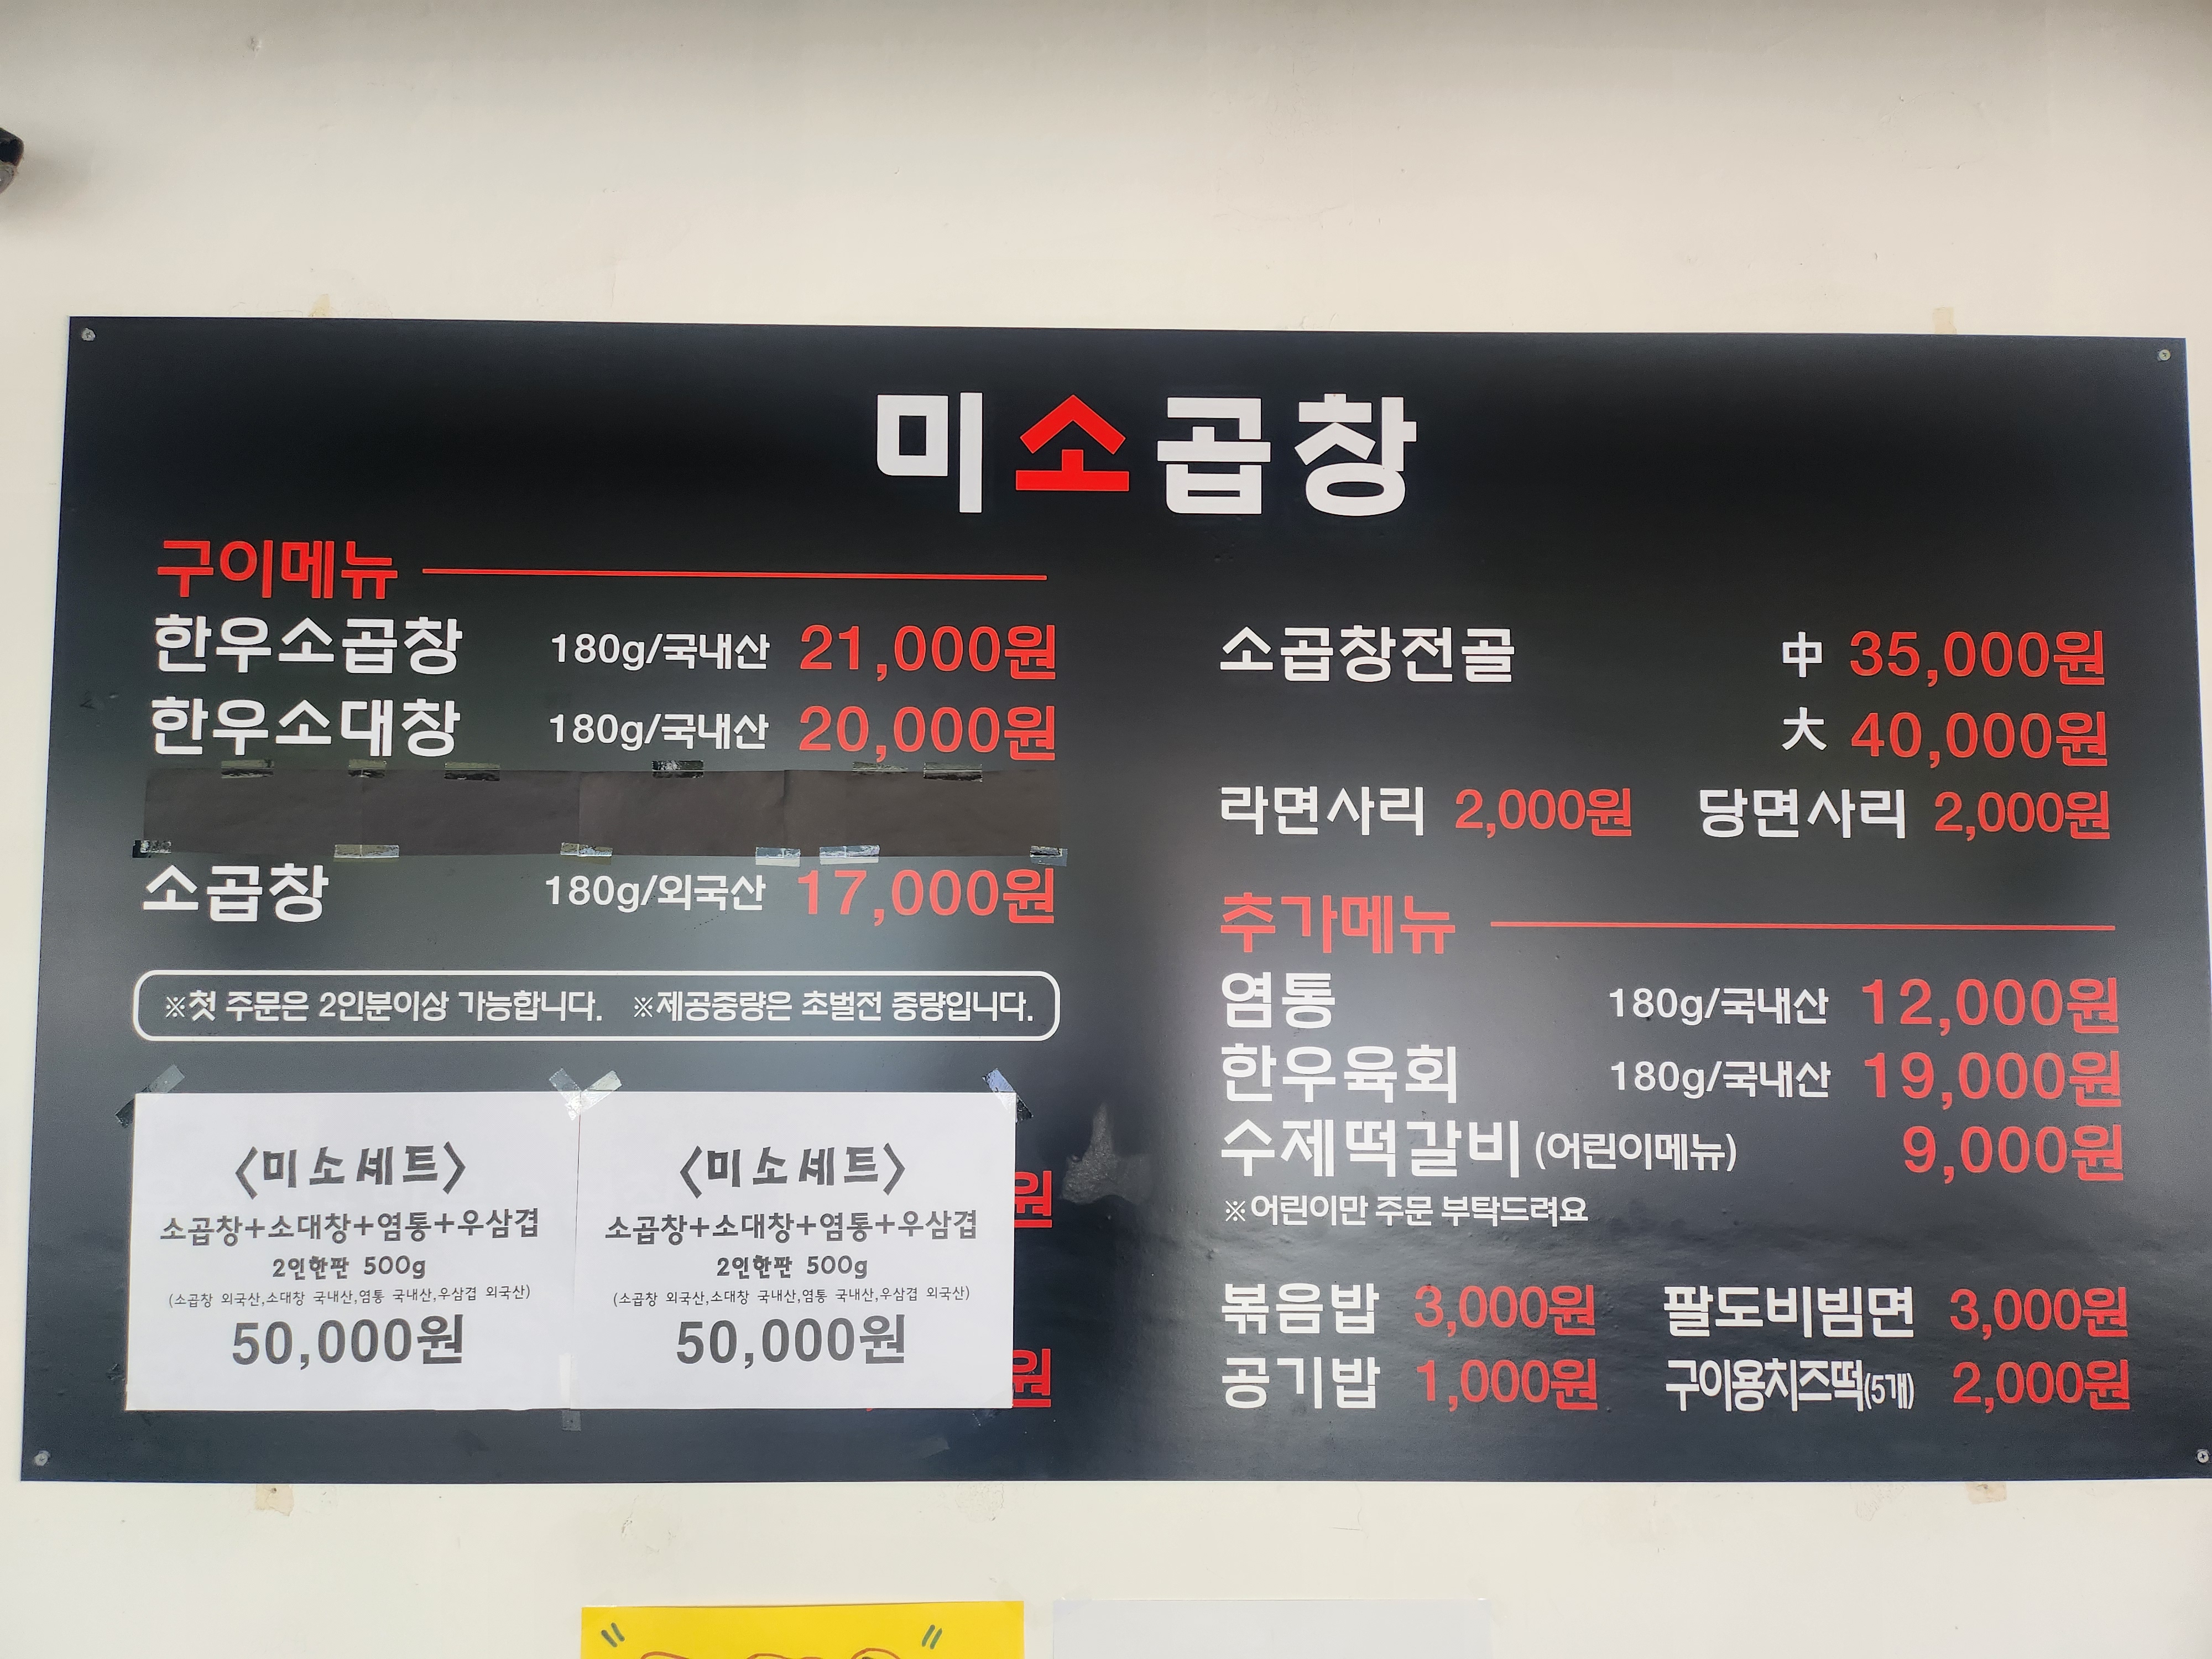 미소곱창
구이메뉴
한우소곱창 180g/국내산 21,000원
한우소대창 180g/국내산 20,000원
소곱창 180g/외국산 17,000원
※첫 주문은 2인분이상 가능합니다. ※제공중량은 초벌전 중량입니다.
<미소세트>
소곱창+소대창+염통+우삼겹
2인한판 500g
(소곱창 외국산,소대창 국내산,염통 국내산,우삼겹 외국산)
50,000원
<미소세트>
소곱창+소대창+염통+우삼겹
2인한판 500g
(소곱창 외국산,소대창 국내산,염통 국내산,우삼겹 외국산)
50,000원
원
원
소곱창전골 中 35,000원
大 40,000원
라면사리 2,000원 당면사리 2,000원
추가메뉴
염통 180g/국내산 12,000원
한우육회 180g/국내산 19,000원
수제떡갈비 (어린이메뉴) 9,000원
※어린이만 주문 부탁드려요
볶음밥 3,000원 팔도비빔면 3,000원
공기밥 1,000원 구이용치즈떡(5개) 2,000원